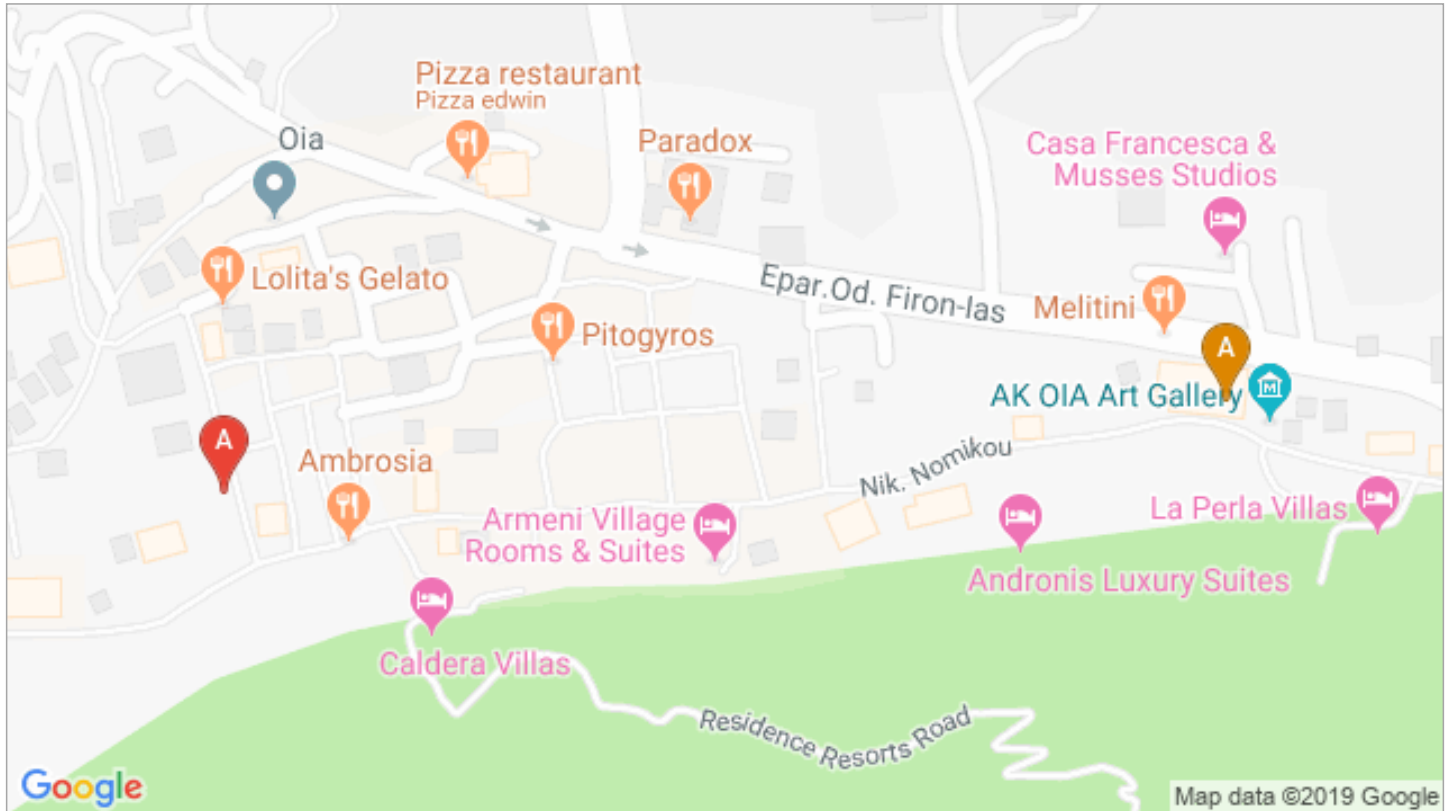 Pizza restaurant
Pizza edwin
Oia
Paradox
Casa Francesca &
Musses Studios
Lolita's Gelato
Epar.Od. Firon-Ias
Melitini
Pitogyros
A
AK OIA Art Gallery
M
A
Ambrosia
Nik. Nomikou
Armeni Village
Rooms & Suites
La Perla Villas
Andronis Luxury Suites
Caldera Villas
Residence Resorts Road
Google
Map data ©2019 Google